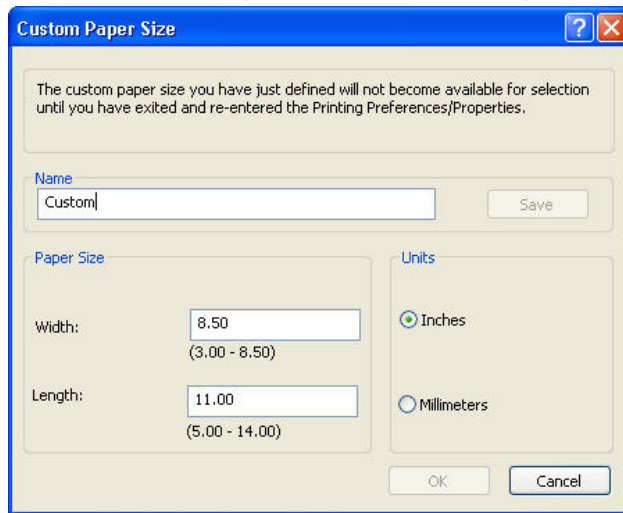 Custom Paper Size
The custom paper size you have just defined will not become available for selection
until you have exited and re-entered the Printing Preferences/Properties.
Name
Custom
Save
Paper Size
Width:
8.50
(3.00 - 8.50)
Length:
11.00
(5.00 - 14.00)
Units
Inches
Millimeters
OK
Cancel